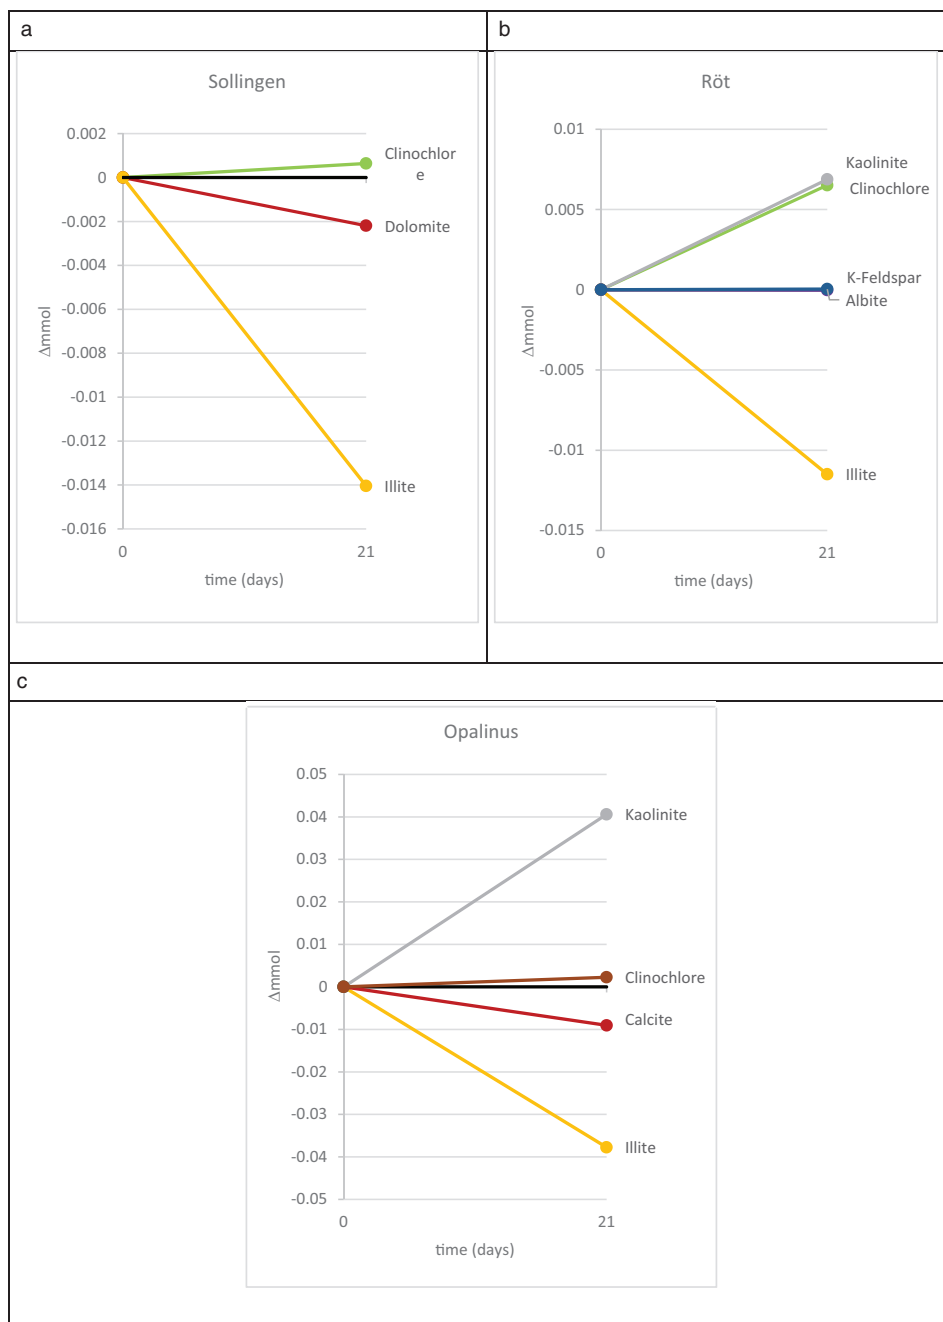 a
Sollingen
0.002
0
-0.002
-0.004
-0.006
-0.008
-0.01
-0.012
-0.014
-0.016
Δmmol
Clinochlor
e
Dolomite
Illite
0
21
time (days)
b
Röt
0.01
0.005
0
-0.005
-0.01
-0.015
Δmmol
Kaolinite
Clinochlore
K-Feldspar
Albite
Illite
0
21
time (days)
c
Opalinus
0.05
0.04
0.03
0.02
0.01
0
-0.01
-0.02
-0.03
-0.04
-0.05
Δmmol
Kaolinite
Clinochlore
Calcite
Illite
0
21
time (days)